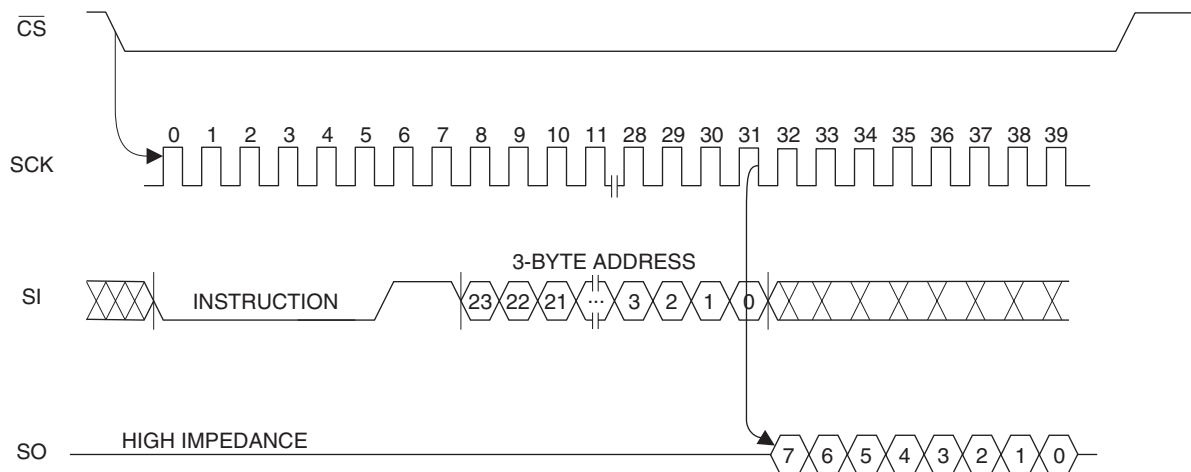 CS
SCK
0 1 2 3 4 5 6 7 8 9 10 11 28 29 30 31 32 33 34 35 36 37 38 39
3-BYTE ADDRESS
SI
INSTRUCTION
23 22 21 ... 3 2 1 0
SO
HIGH IMPEDANCE
7 6 5 4 3 2 1 0